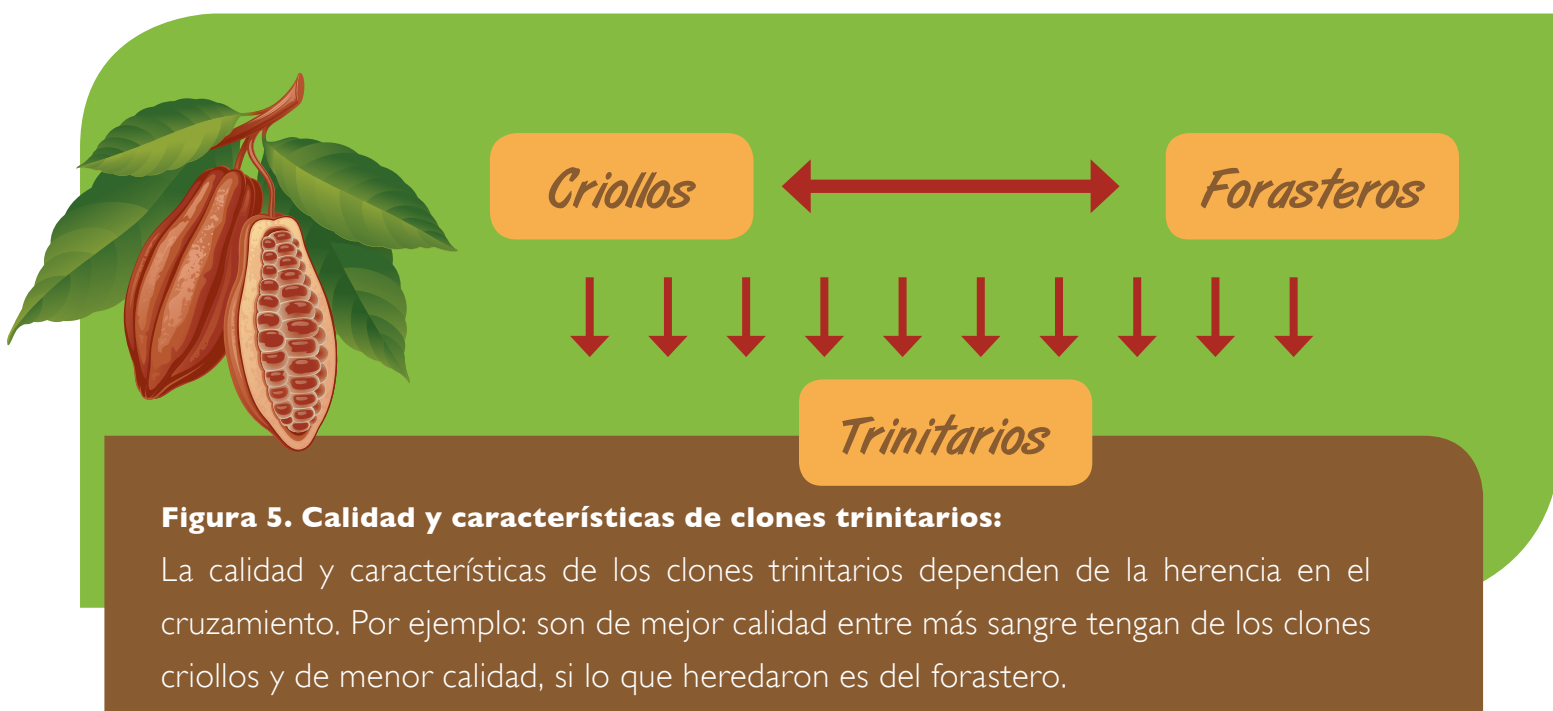 Criollos
Forasteros
Trinitarios
Figura 5. Calidad y características de clones trinitarios:
La calidad y características de los clones trinitarios dependen de la herencia en el
cruzamiento. Por ejemplo: son de mejor calidad entre más sangre tengan de los clones
criollos y de menor calidad, si lo que heredaron es del forastero.